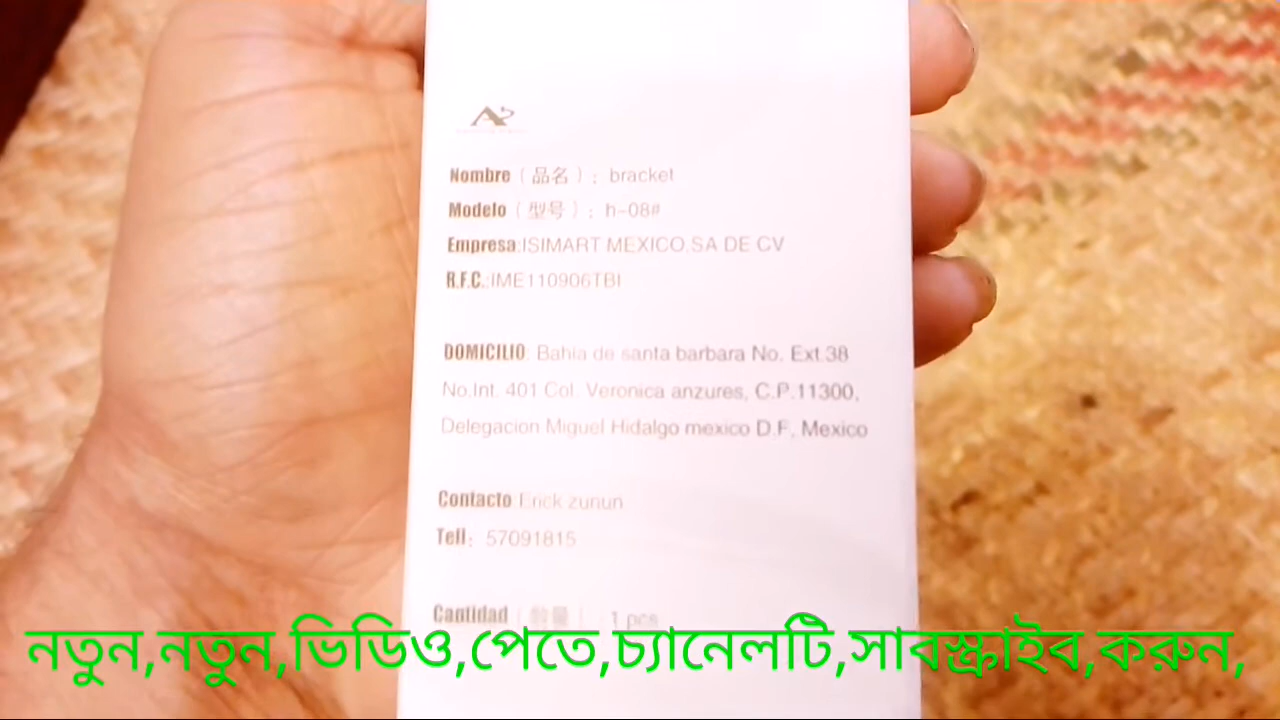 Nombre（品名）: bracket
Modelo（型号）: h-08#
Empresa:ISIMART MEXICO,SA DE CV
R.F.C.:IME110906TBI
DOMICILIO: Bahia de santa barbara No. Ext.38
No.Int. 401 Col. Veronica anzures, C.P.11300,
Delegacion Miguel Hidalgo mexico D.F. Mexico
Contacto Erick zunun
Tell: 57091815
Cantidad（数量） 1 pcs
নতুন,নতুন,ভিডিও,পেতে,চ্যানেলটি,সাবস্ক্রাইব,করুন,